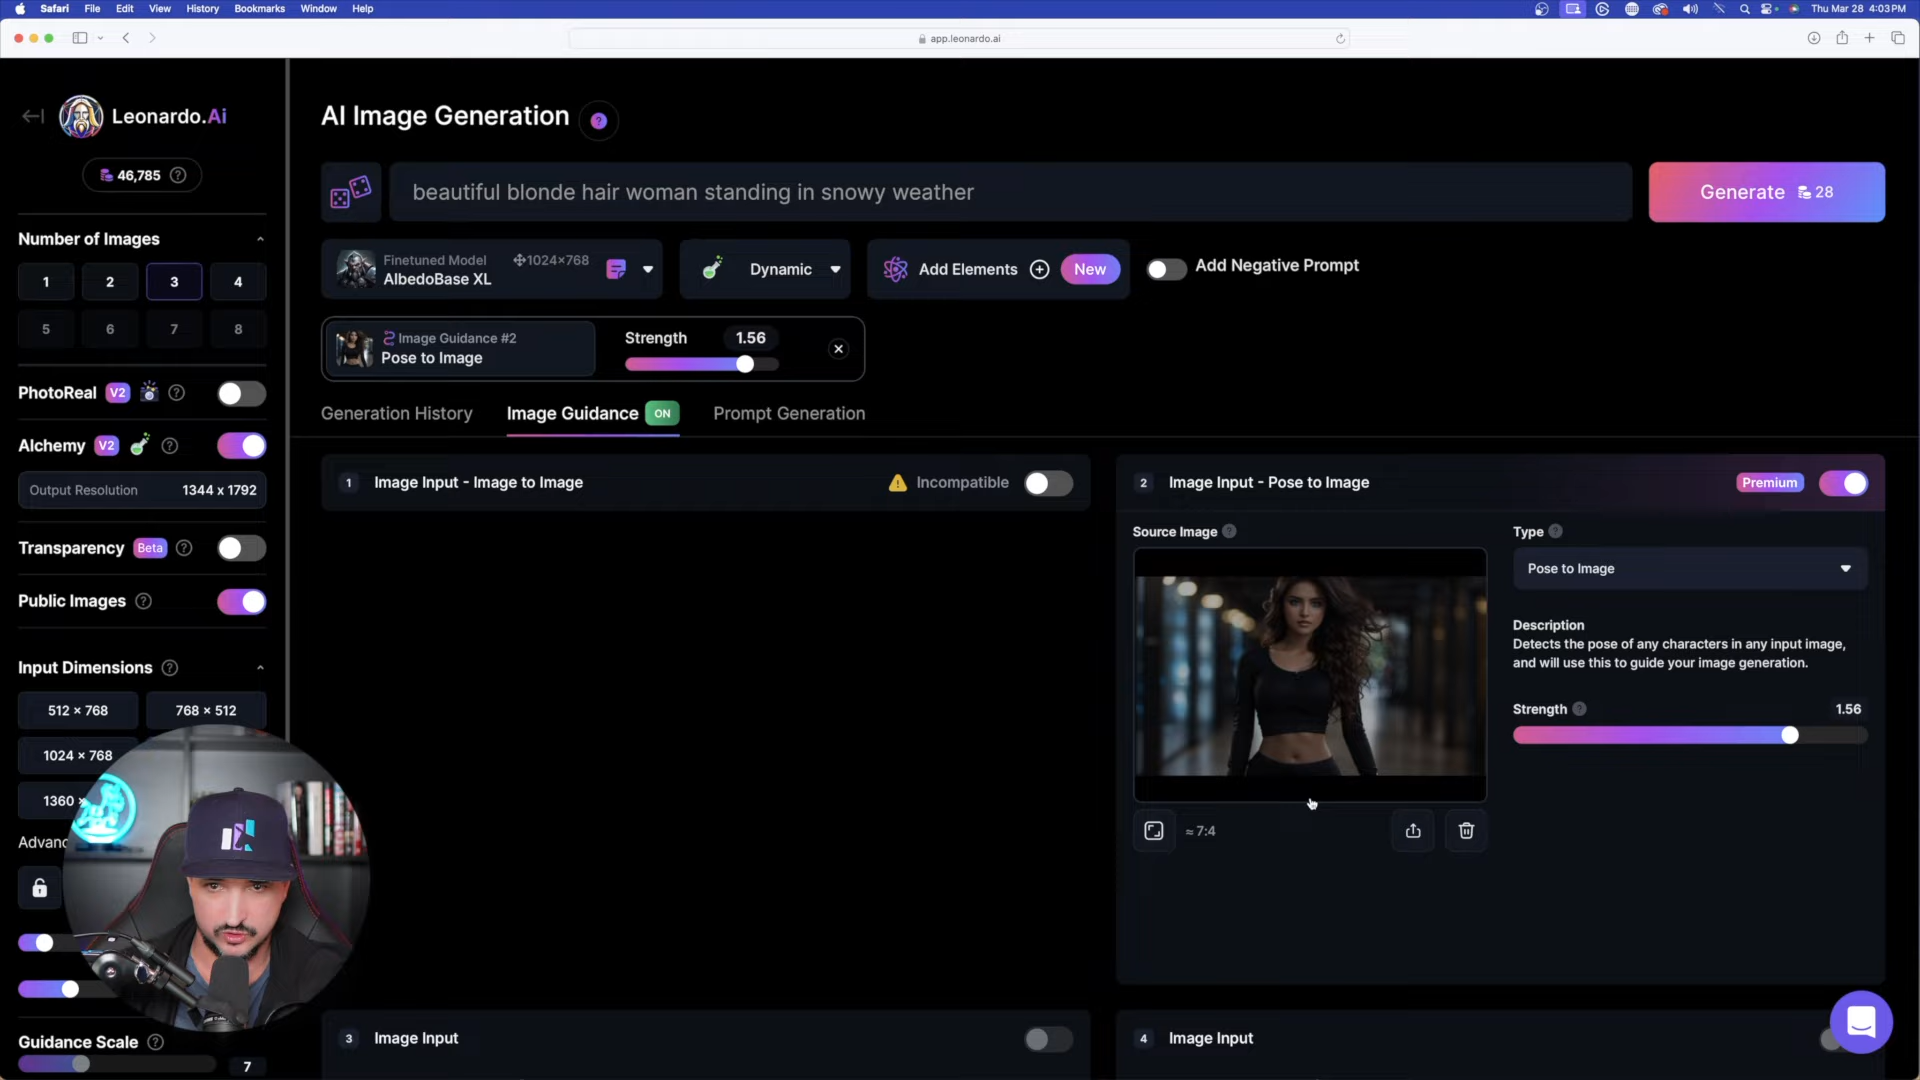 Safari File Edit View History Bookmarks Window Help
Thu Mar 28 4:03 PM
app.leonardo.ai
Leonardo.Ai
46,785
AI Image Generation
beautiful blonde hair woman standing in snowy weather
Generate 28
Finetuned Model 1024×768
AlbedoBase XL
Dynamic
Add Elements New
Add Negative Prompt
Image Guidance #2
Pose to Image
Strength 1.56
Generation History
Image Guidance ON
Prompt Generation
Number of Images
1 2 3 4
5 6 7 8
PhotoReal V2
Alchemy V2
Output Resolution 1344 x 1792
Transparency Beta
Public Images
Input Dimensions
512 × 768 768 × 512
1024 × 768
1360 ×
Guidance Scale
7
1 Image Input - Image to Image Incompatible
2 Image Input - Pose to Image Premium
Source Image
≈ 7:4
Type
Pose to Image
Description
Detects the pose of any characters in any input image,
and will use this to guide your image generation.
Strength 1.56
3 Image Input
4 Image Input